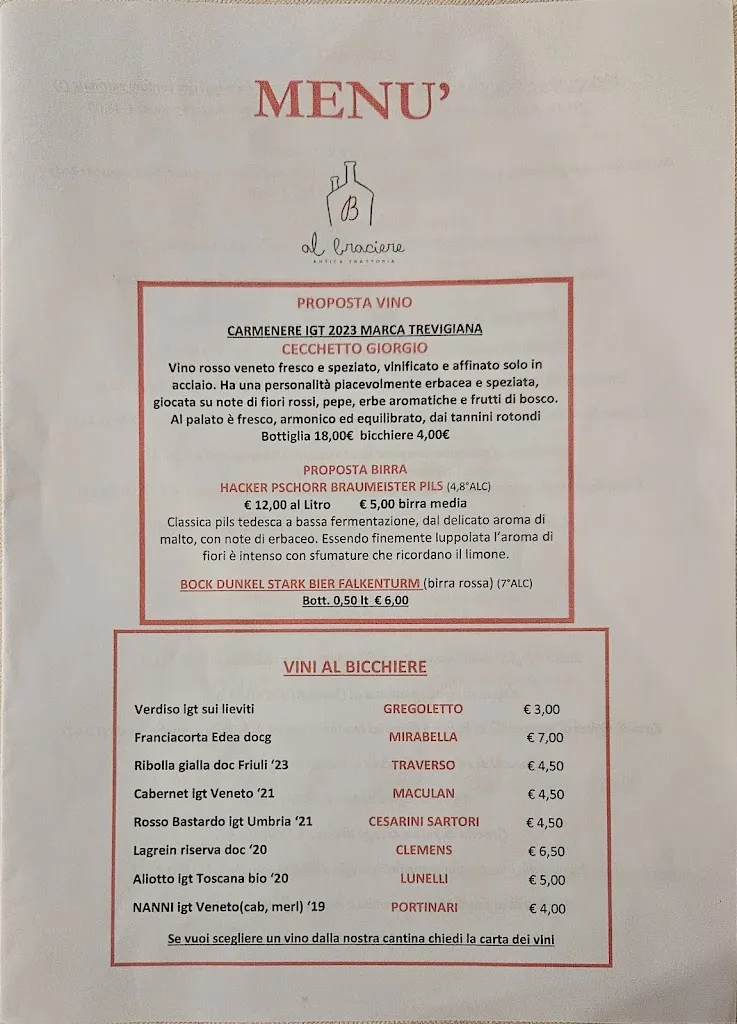 MENU'
B
al braciere
ANTICA TRATTORIA
PROPOSTA VINO
CARMENERE IGT 2023 MARCA TREVIGIANA
CECCHETTO GIORGIO
Vino rosso veneto fresco e speziato, vinificato e affinato solo in
acciaio. Ha una personalità piacevolmente erbacea e speziata,
giocata su note di fiori rossi, pepe, erbe aromatiche e frutti di bosco.
Al palato è fresco, armonico ed equilibrato, dai tannini rotondi
Bottiglia 18,00€ bicchiere 4,00€
PROPOSTA BIRRA
HACKER PSCHORR BRAUMEISTER PILS (4,8°ALC)
€ 12,00 al Litro € 5,00 birra media
Classica pils tedesca a bassa fermentazione, dal delicato aroma di
malto, con note di erbaceo. Essendo finemente luppolata l'aroma di
fiori è intenso con sfumature che ricordano il limone.
BOCK DUNKEL STARK BIER FALKENTURM (birra rossa) (7°ALC)
Bott. 0,50 lt € 6,00
VINI AL BICCHIERE
Verdiso igt sui lieviti GREGOLETTO € 3,00
Franciacorta Edea docg MIRABELLA € 7,00
Ribolla gialla doc Friuli '23 TRAVERSO € 4,50
Cabernet igt Veneto '21 MACULAN € 4,50
Rosso Bastardo igt Umbria '21 CESARINI SARTORI € 4,50
Lagrein riserva doc '20 CLEMENS € 6,50
Aliotto igt Toscana bio '20 LUNELLI € 5,00
NANNI igt Veneto(cab, merl) '19 PORTINARI € 4,00
Se vuoi scegliere un vino dalla nostra cantina chiedi la carta dei vini